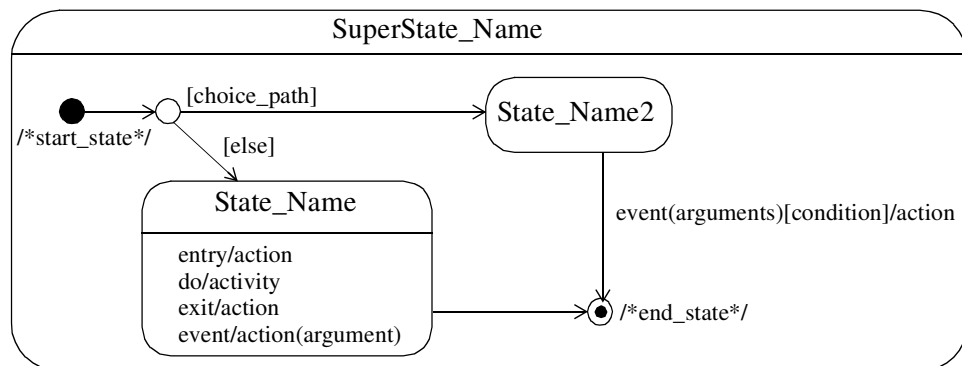 SuperState_Name
[choice_path]
State_Name2
/*start_state*/
[else]
State_Name
event(arguments)[condition]/action
entry/action
do/activity
exit/action
/*end_state*/
event/action(argument)